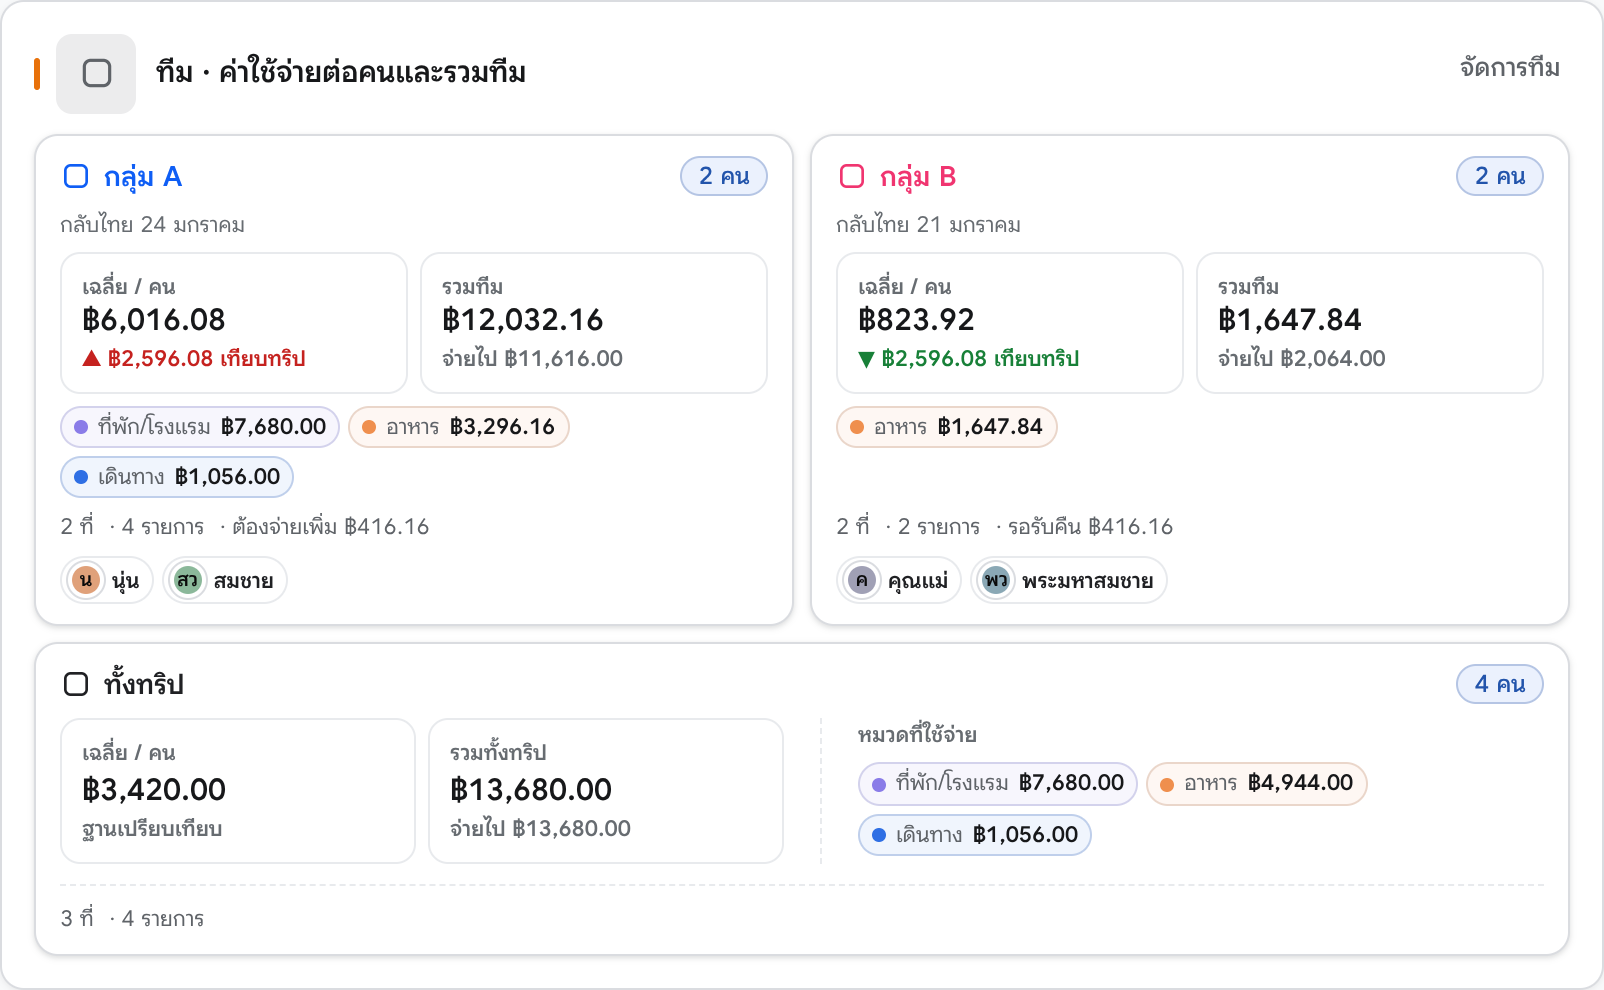 ทีม · ค่าใช้จ่ายต่อคนและรวมทีม
จัดการทีม
กลุ่ม A
2 คน
กลับไทย 24 มกราคม
เฉลี่ย / คน
฿6,016.08
▲ ฿2,596.08 เทียบทริป
รวมทีม
฿12,032.16
จ่ายไป ฿11,616.00
ที่พัก/โรงแรม ฿7,680.00
อาหาร ฿3,296.16
เดินทาง ฿1,056.00
2 ที่ · 4 รายการ · ต้องจ่ายเพิ่ม ฿416.16
น นุ่น
สว สมชาย
กลุ่ม B
2 คน
กลับไทย 21 มกราคม
เฉลี่ย / คน
฿823.92
▼ ฿2,596.08 เทียบทริป
รวมทีม
฿1,647.84
จ่ายไป ฿2,064.00
อาหาร ฿1,647.84
2 ที่ · 2 รายการ · รอรับคืน ฿416.16
ค คุณแม่
พว พระมหาสมชาย
ทั้งทริป
4 คน
เฉลี่ย / คน
฿3,420.00
ฐานเปรียบเทียบ
รวมทั้งทริป
฿13,680.00
จ่ายไป ฿13,680.00
หมวดที่ใช้จ่าย
ที่พัก/โรงแรม ฿7,680.00
อาหาร ฿4,944.00
เดินทาง ฿1,056.00
3 ที่ · 4 รายการ